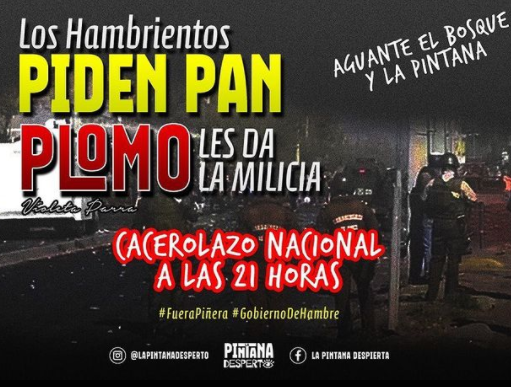 Los Hambrientos
PIDEN PAN
PLOMO LES DA
LA MILICIA
Violeta Parra
AGUANTE EL BOSQUE
Y LA PINTANA
CACEROLAZO NACIONAL
A LAS 21 HORAS
#FueraPiñera #GobiernoDeHambre
@LAPINTANADESPERTO
PINTANA
DESPERTO
LA PINTANA DESPIERTA